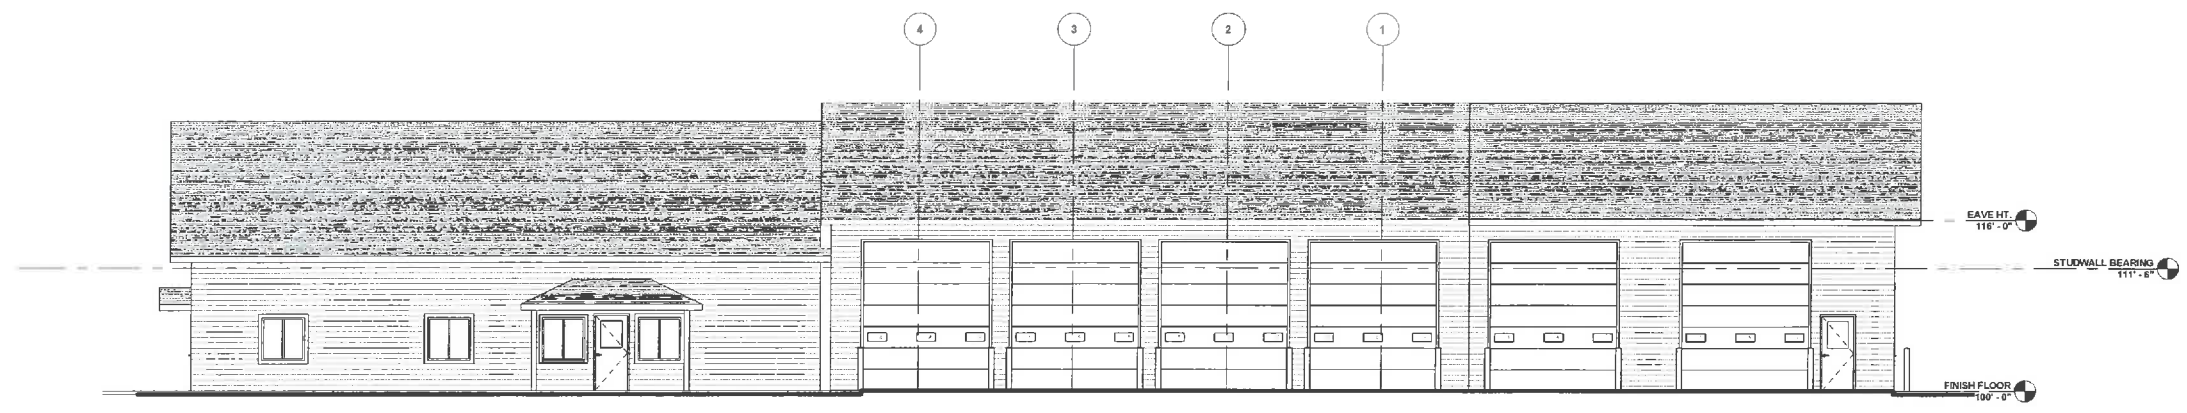 4
3
2
1
EAVE HT.
116' - 0"
STUDWALL BEARING
111' - 6"
FINISH FLOOR
100' - 0"